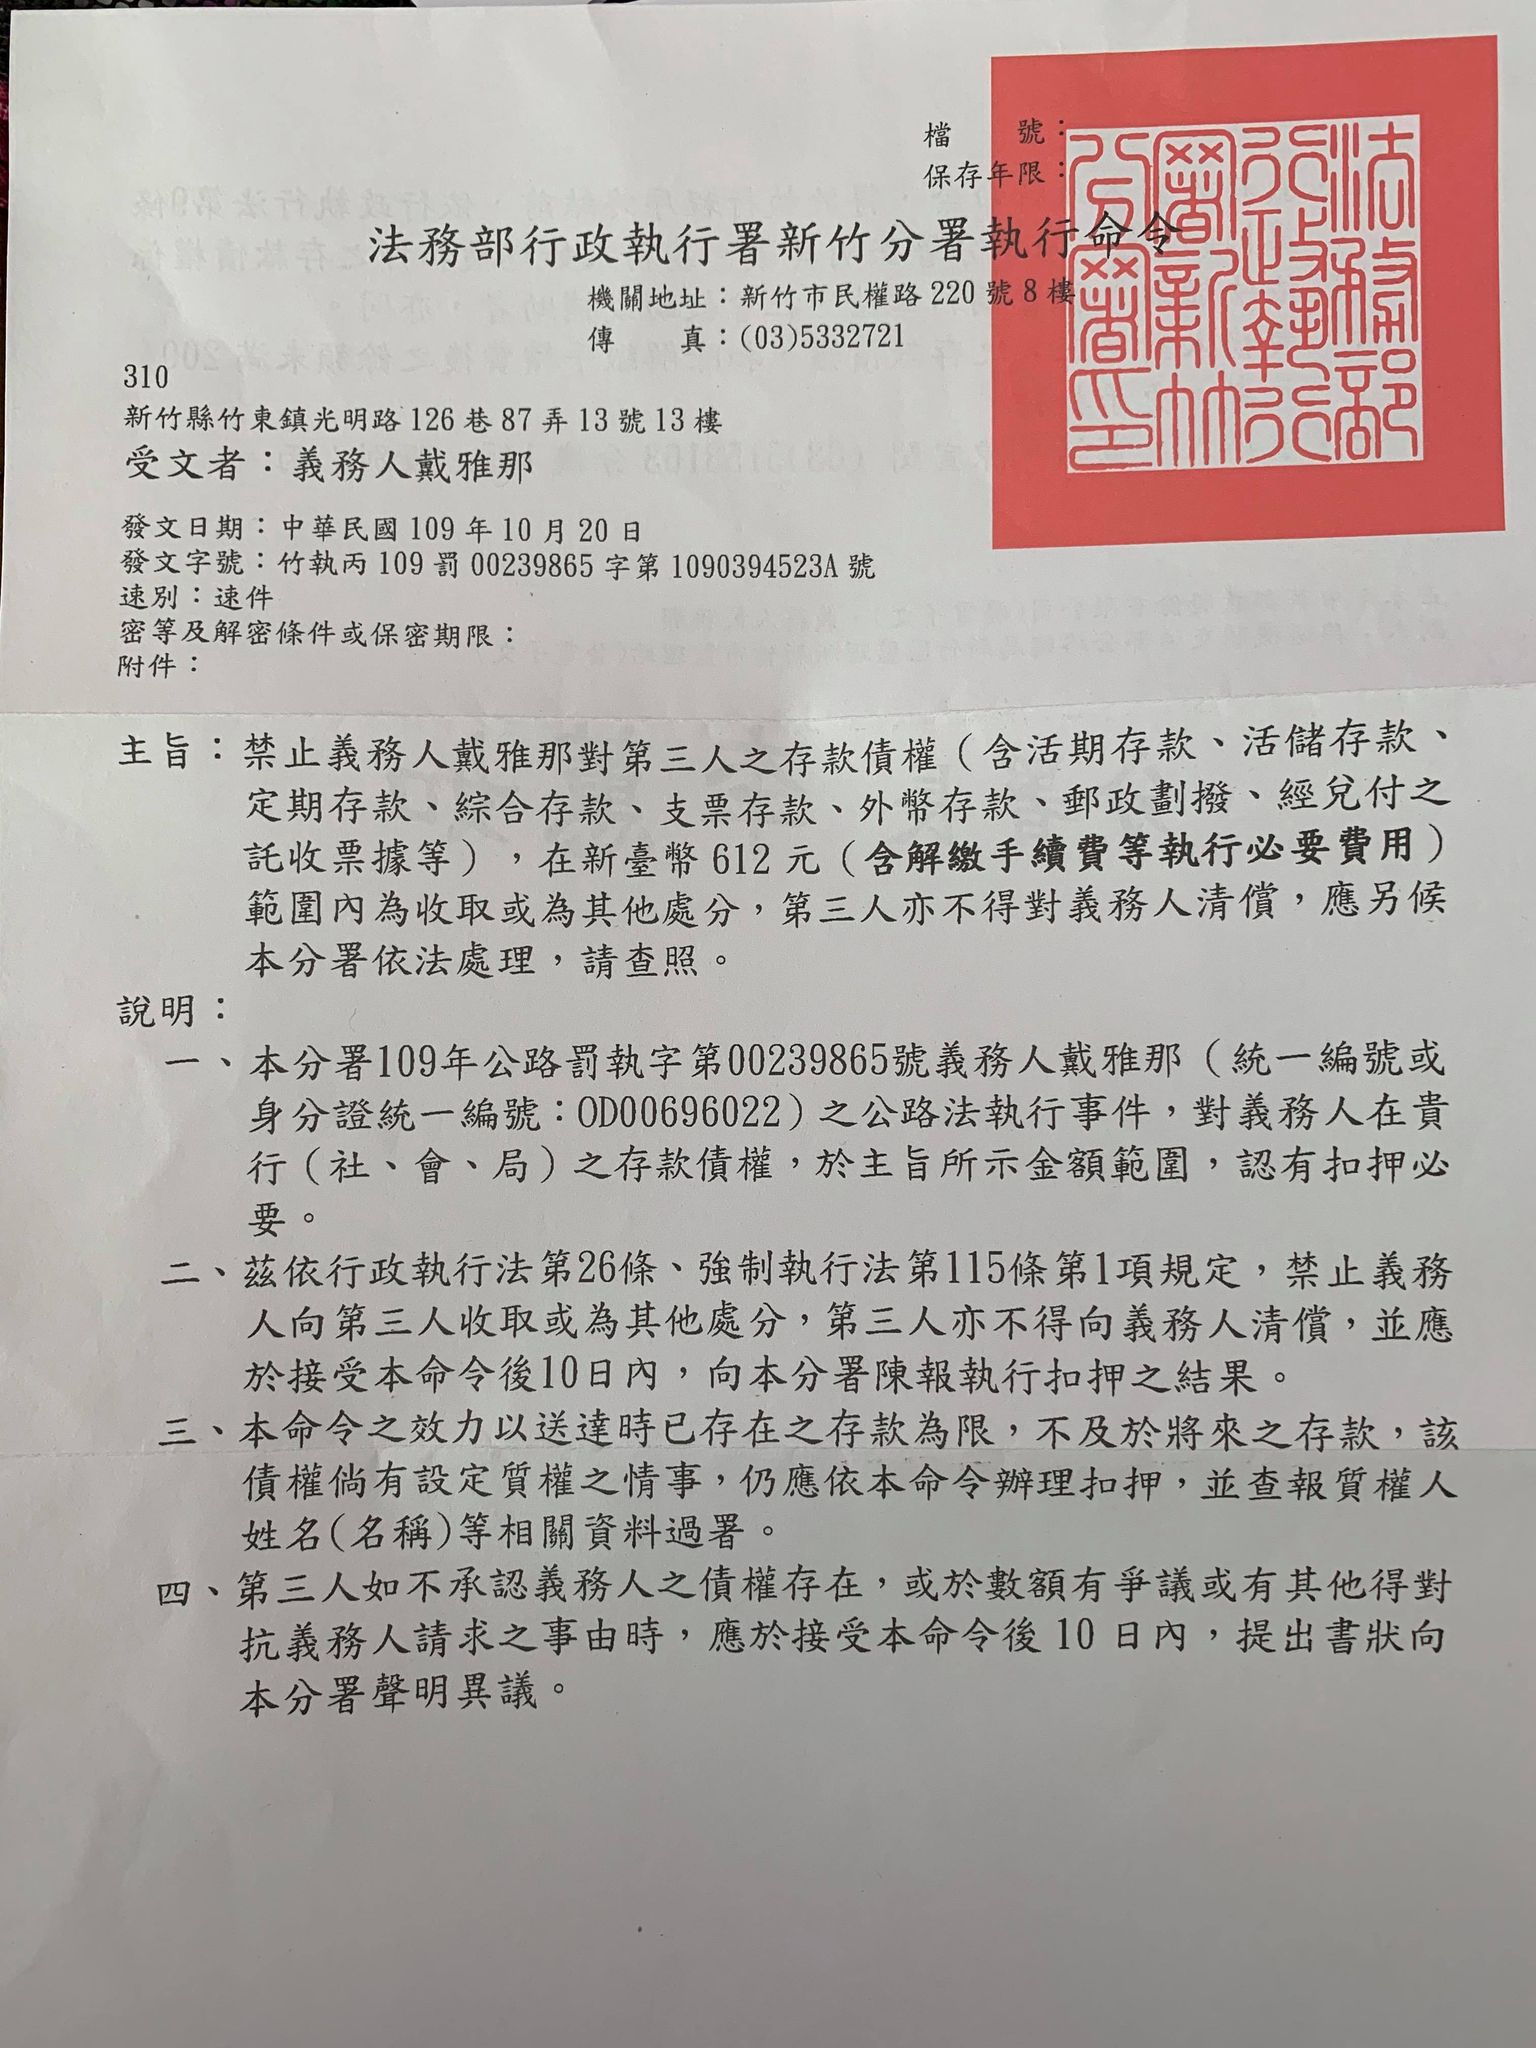 檔　　號：
保存年限：
法務部行政執行署新竹分署執行命令
機關地址：新竹市民權路220號8樓
傳　　真：(03)5332721
310
新竹縣竹東鎮光明路126巷87弄13號13樓
受文者：義務人戴雅那
發文日期：中華民國109年10月20日
發文字號：竹執丙109罰00239865字第1090394523A號
速別：速件
密等及解密條件或保密期限：
附件：
主旨：禁止義務人戴雅那對第三人之存款債權（含活期存款、活儲存款、
定期存款、綜合存款、支票存款、外幣存款、郵政劃撥、經兌付之
託收票據等），在新臺幣612元（含解繳手續費等執行必要費用）
範圍內為收取或為其他處分，第三人亦不得對義務人清償，應另候
本分署依法處理，請查照。
說明：
一、本分署109年公路罰執字第00239865號義務人戴雅那（統一編號或
身分證統一編號：OD00696022）之公路法執行事件，對義務人在貴
行（社、會、局）之存款債權，於主旨所示金額範圍，認有扣押必
要。
二、茲依行政執行法第26條、強制執行法第115條第1項規定，禁止義務
人向第三人收取或為其他處分，第三人亦不得向義務人清償，並應
於接受本命令後10日內，向本分署陳報執行扣押之結果。
三、本命令之效力以送達時已存在之存款為限，不及於將來之存款，該
債權倘有設定質權之情事，仍應依本命令辦理扣押，並查報質權人
姓名(名稱)等相關資料過署。
四、第三人如不承認義務人之債權存在，或於數額有爭議或有其他得對
抗義務人請求之事由時，應於接受本命令後10日內，提出書狀向
本分署聲明異議。
法務部
行政執行
署新竹
分署印